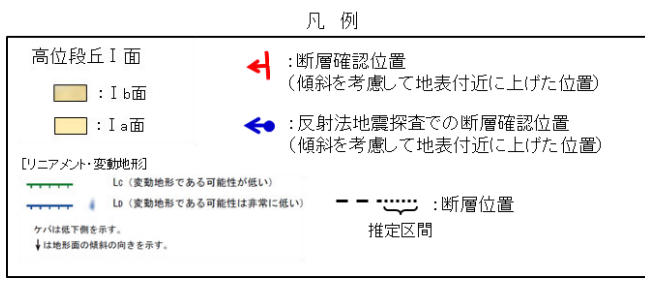 凡 例
高位段丘Ⅰ面
:Ⅰb面
:Ⅰa面
[リニアメント・変動地形]
Lc(変動地形である可能性が低い)
LD(変動地形である可能性は非常に低い)
ケバは低下側を示す。
↓は地形面の傾斜の向きを示す。
:断層確認位置
(傾斜を考慮して地表付近に上げた位置)
:反射法地震探査での断層確認位置
(傾斜を考慮して地表付近に上げた位置)
:断層位置
推定区間